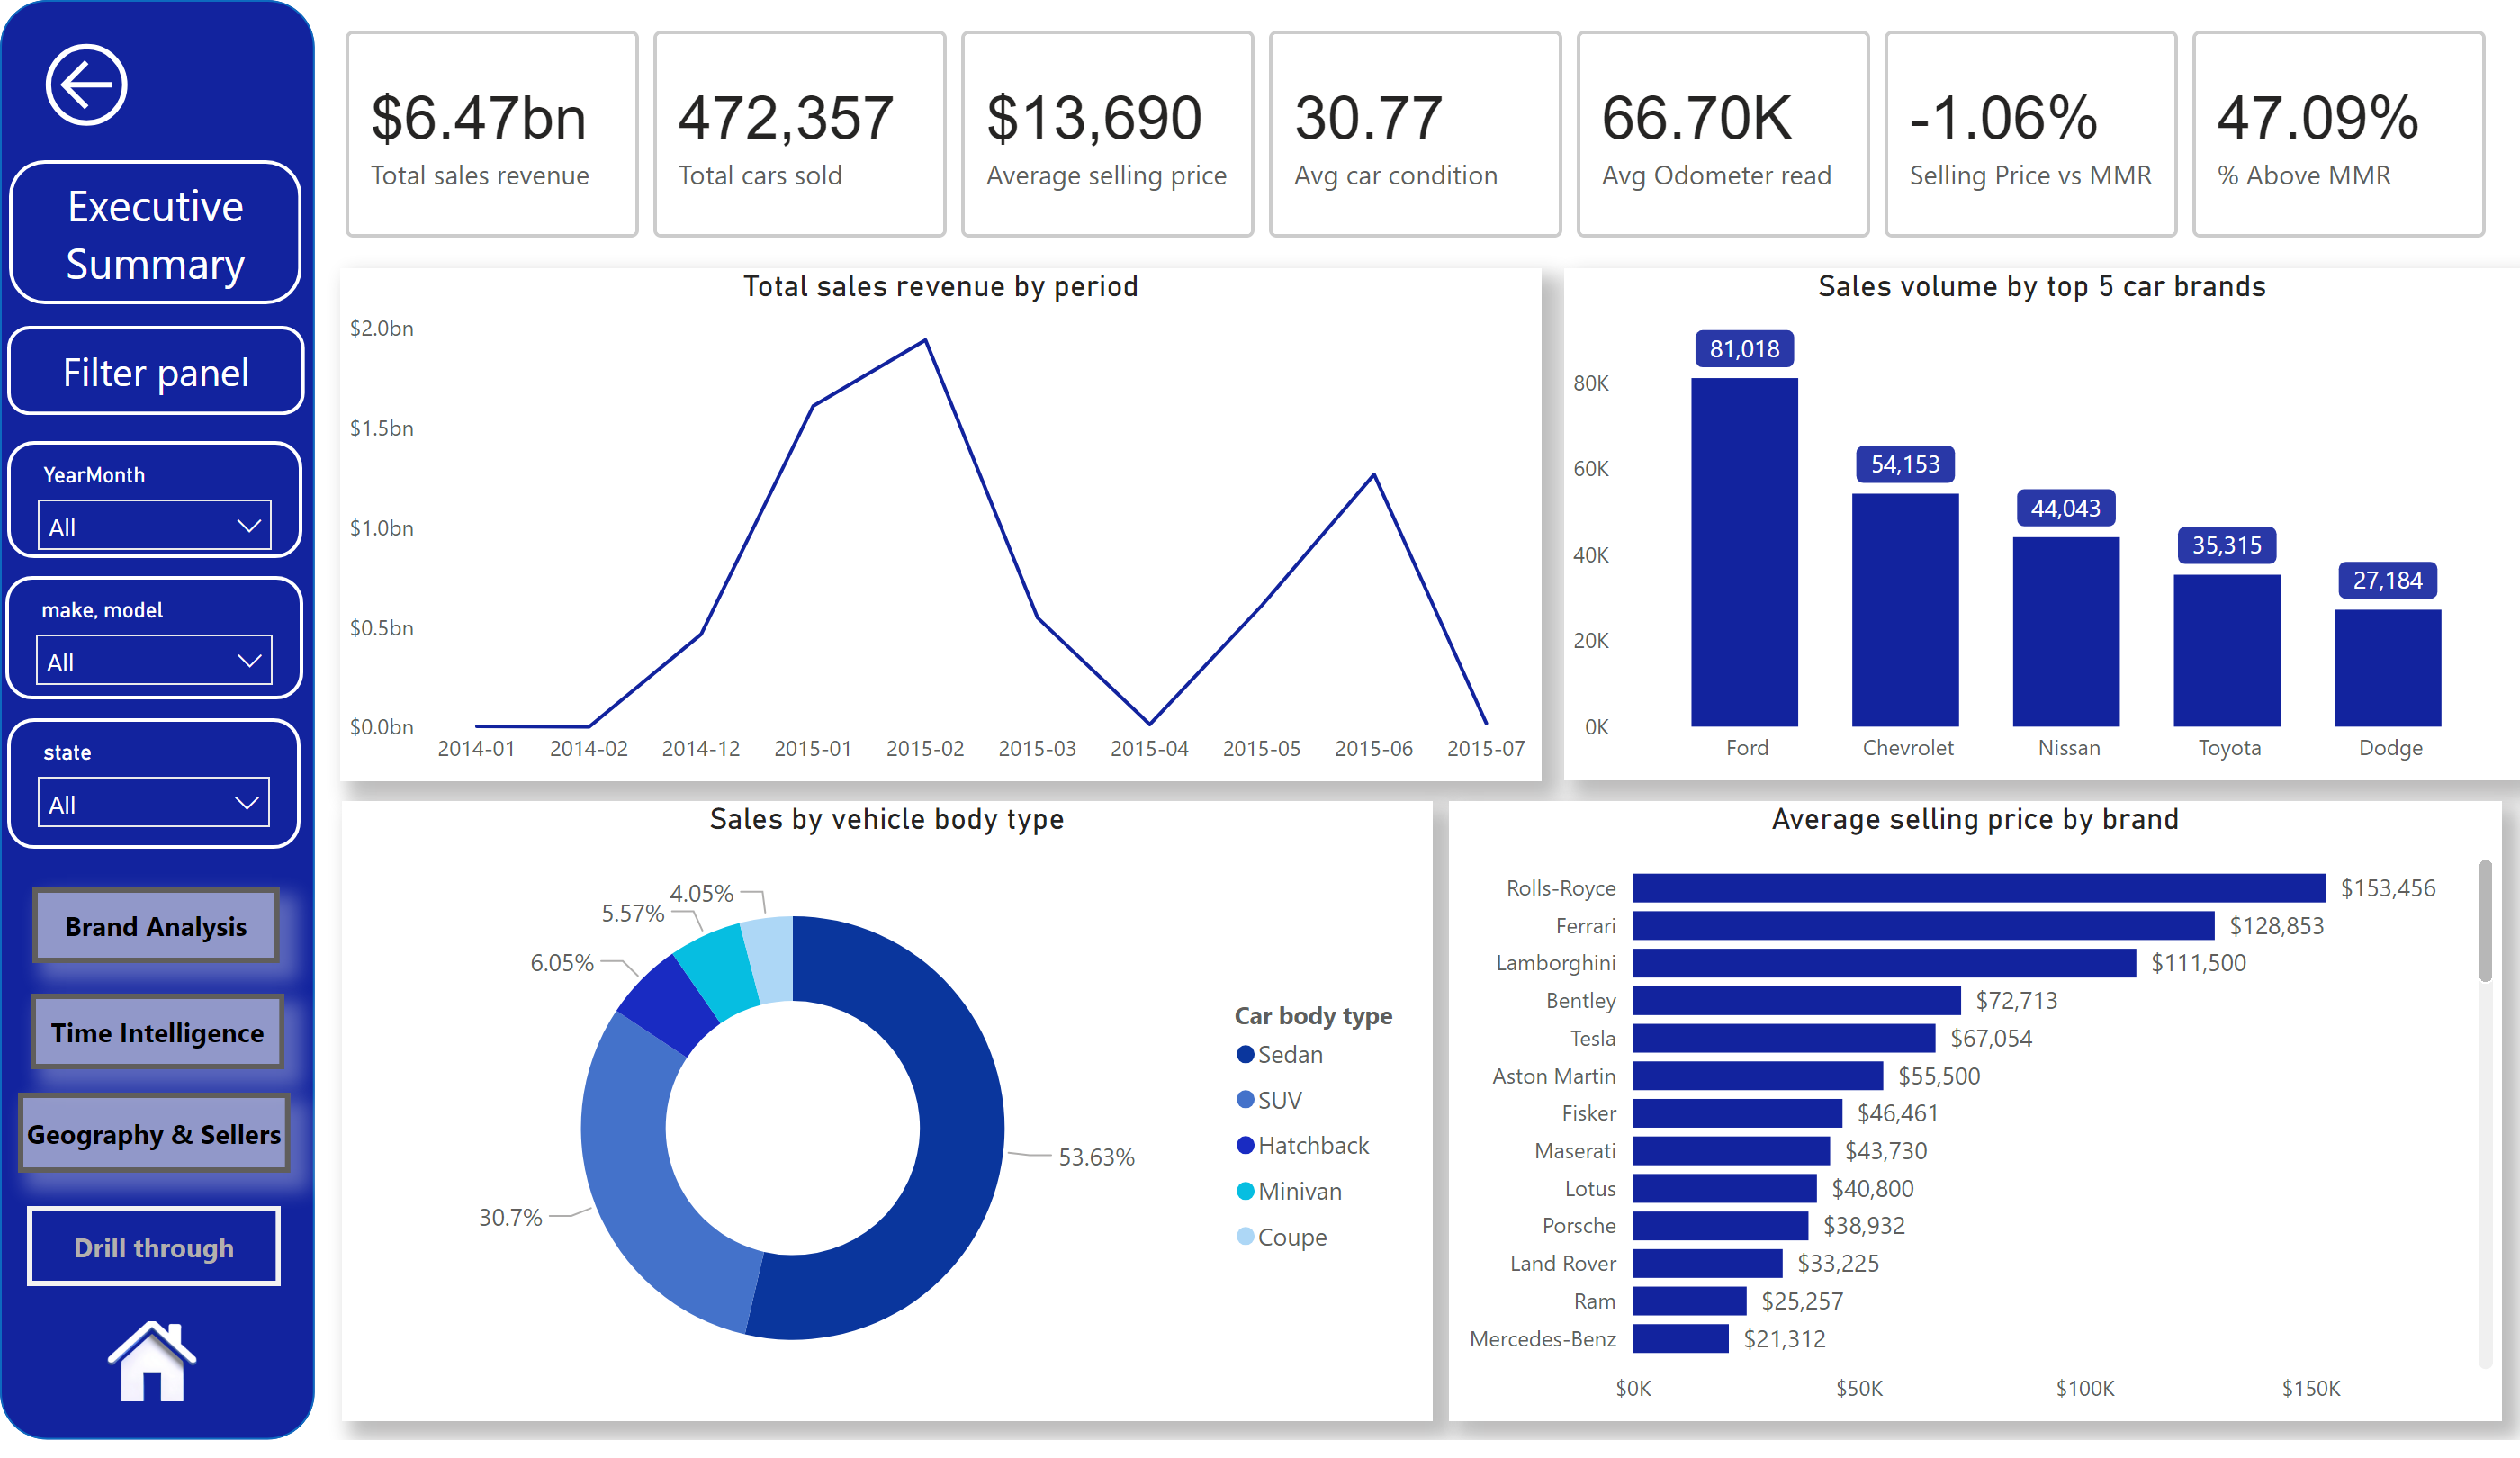 Executive
Summary
Filter panel
YearMonth
All
make, model
All
state
All
Brand Analysis
Time Intelligence
Geography & Sellers
Drill through
$6.47bn
Total sales revenue
472,357
Total cars sold
$13,690
Average selling price
30.77
Avg car condition
66.70K
Avg Odometer read
-1.06%
Selling Price vs MMR
47.09%
% Above MMR
Total sales revenue by period
$2.0bn
$1.5bn
$1.0bn
$0.5bn
$0.0bn
2014-01 2014-02 2014-12 2015-01 2015-02 2015-03 2015-04 2015-05 2015-06 2015-07
Sales volume by top 5 car brands
80K
60K
40K
20K
0K
81,018
54,153
44,043
35,315
27,184
Ford Chevrolet Nissan Toyota Dodge
Sales by vehicle body type
4.05%
5.57%
6.05%
30.7%
53.63%
Car body type
Sedan
SUV
Hatchback
Minivan
Coupe
Average selling price by brand
Rolls-Royce $153,456
Ferrari $128,853
Lamborghini $111,500
Bentley $72,713
Tesla $67,054
Aston Martin $55,500
Fisker $46,461
Maserati $43,730
Lotus $40,800
Porsche $38,932
Land Rover $33,225
Ram $25,257
Mercedes-Benz $21,312
$0K $50K $100K $150K